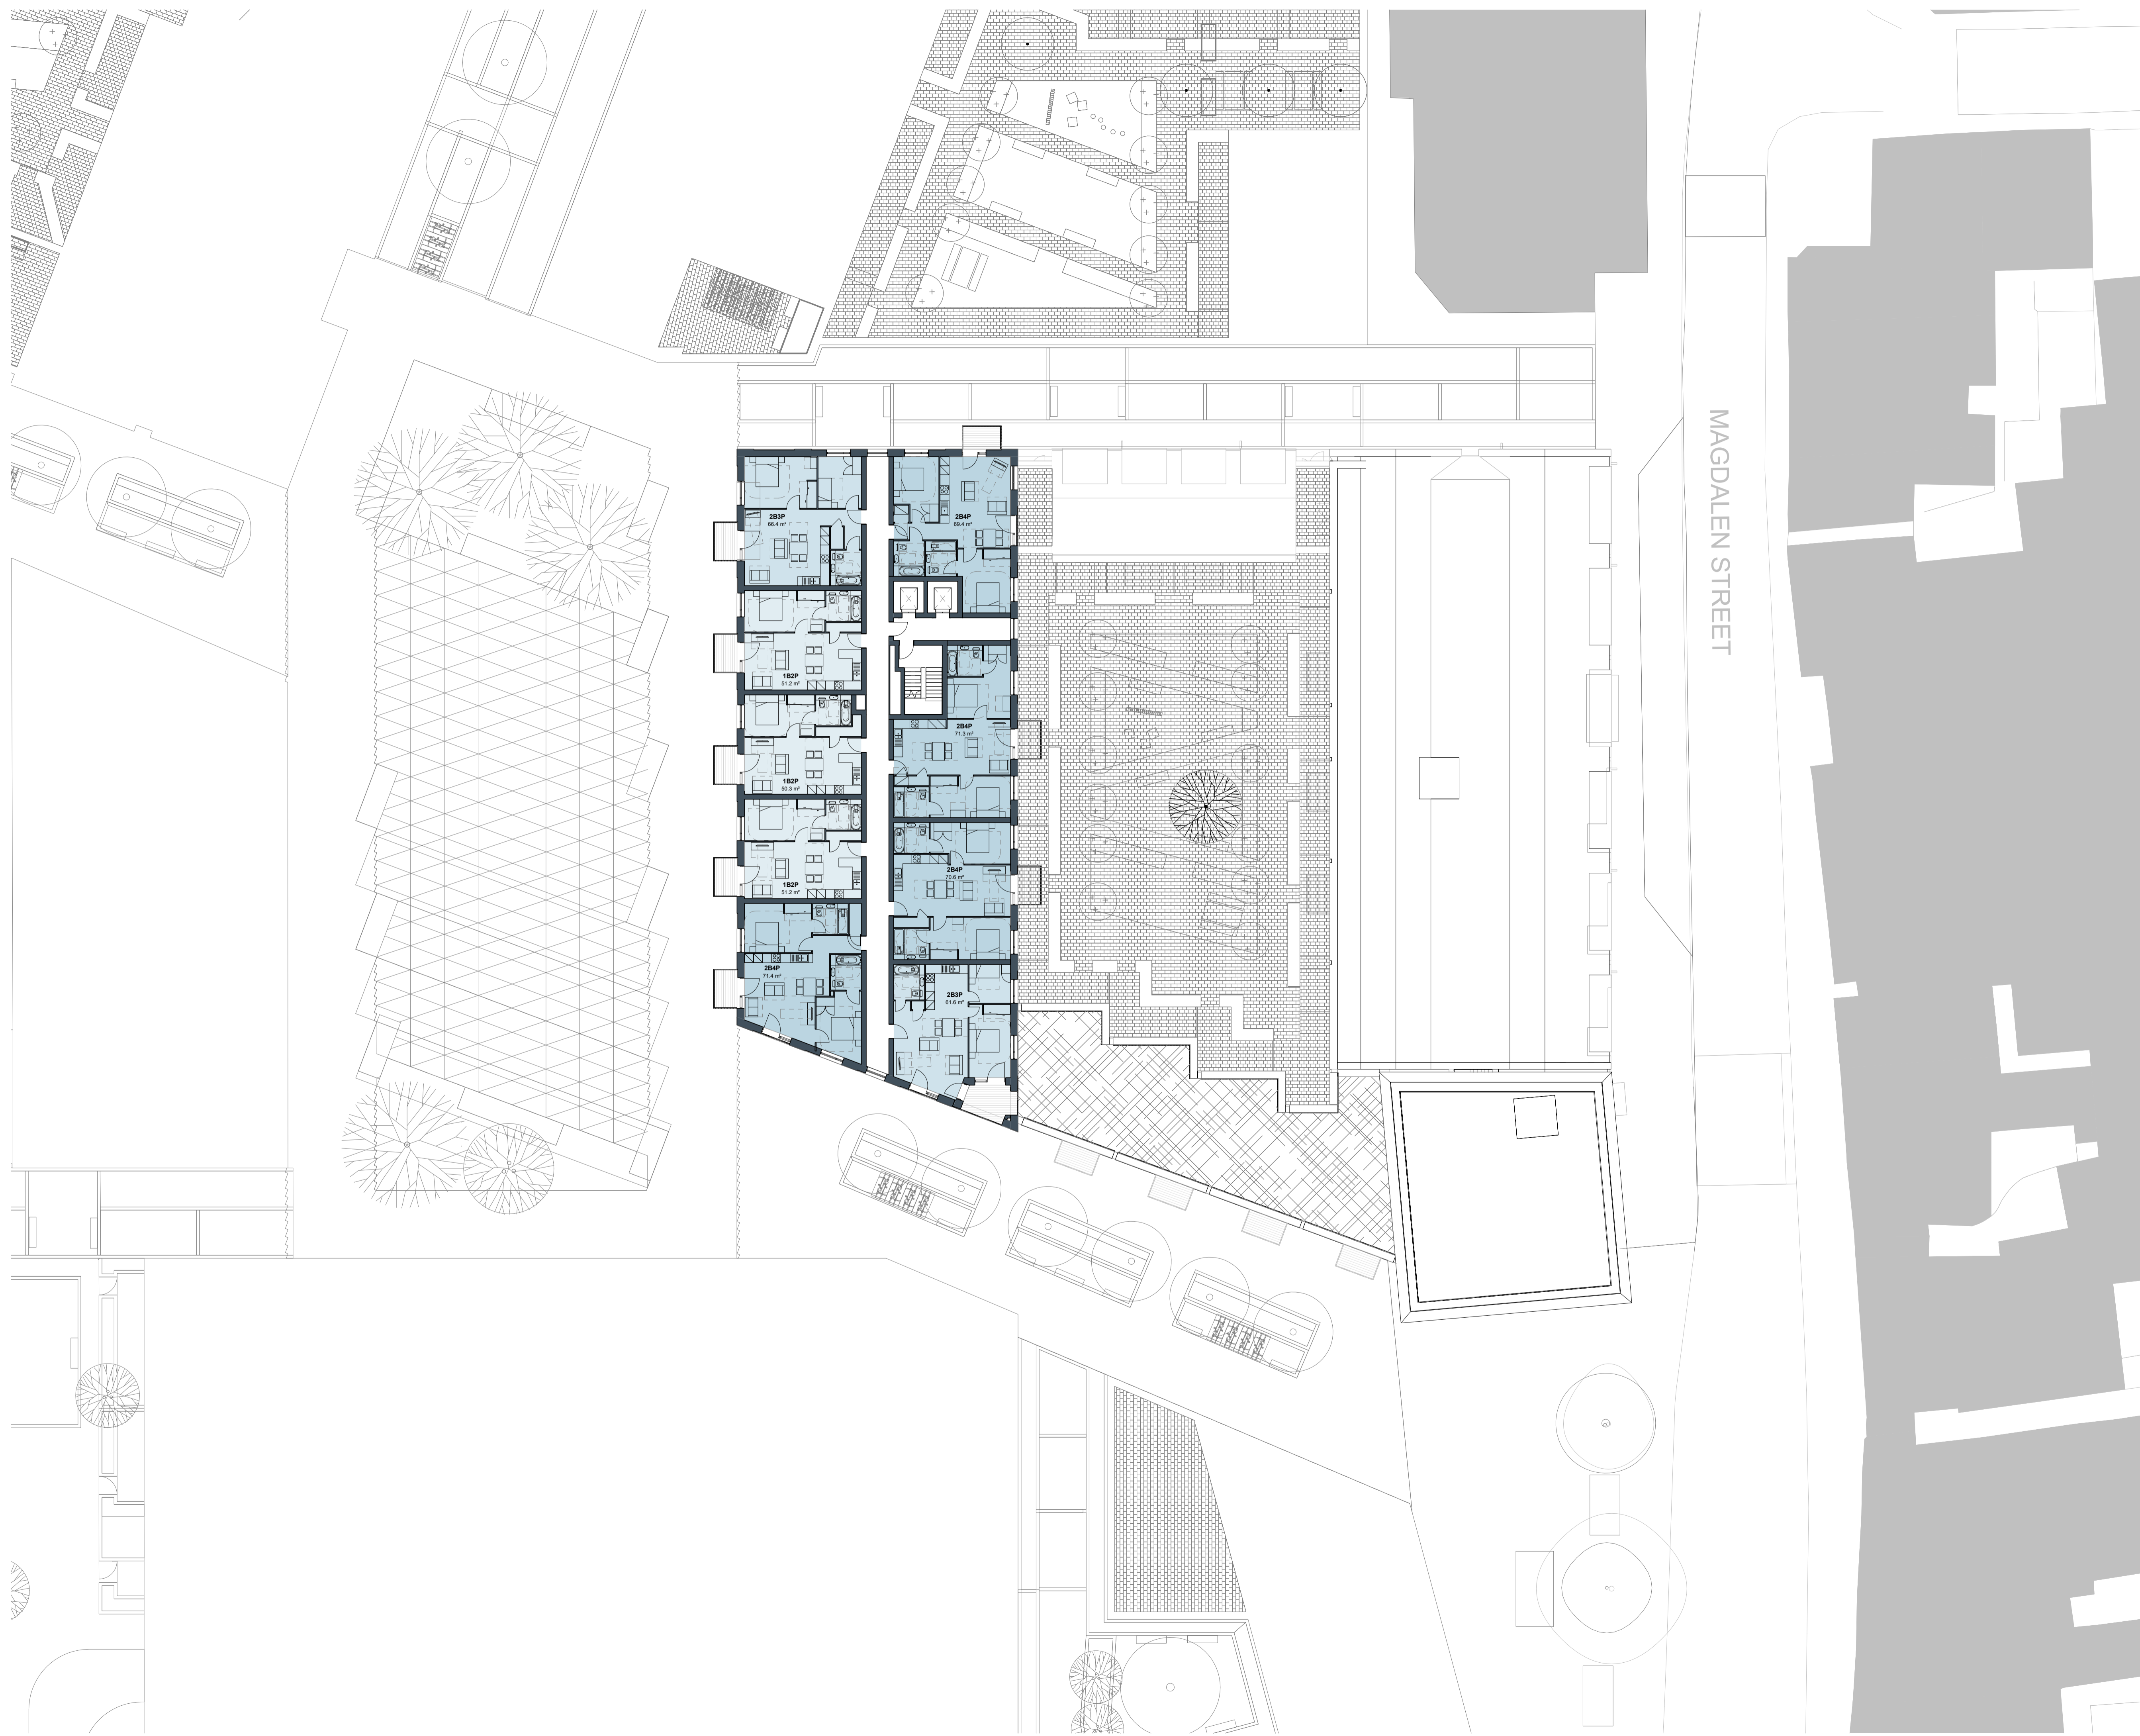 2B3P
66.4 m²
2B4P
69.4 m²
1B2P
51.2 m²
2B4P
71.3 m²
1B2P
50.3 m²
2B4P
70.6 m²
1B2P
51.2 m²
2B4P
71.4 m²
2B3P
61.6 m²
MAGDALEN STREET